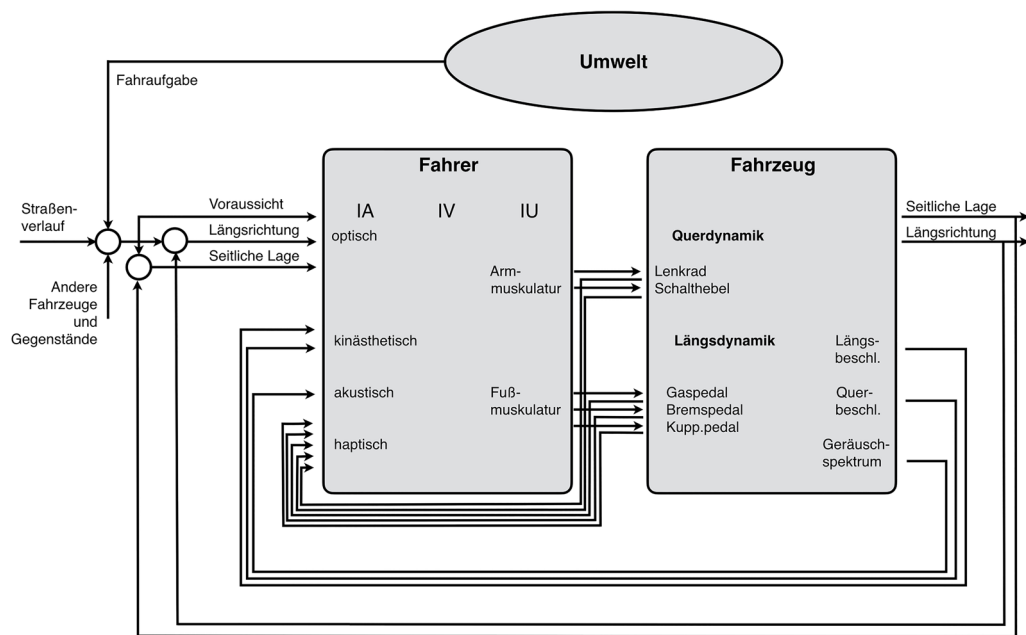 Umwelt
Fahraufgabe
Fahrer
Fahrzeug
Straßen-
verlauf
Voraussicht
Längsrichtung
Seitliche Lage
IA
IV
IU
optisch
Arm-
muskulatur
Querdynamik
Lenkrad
Schalthebel
Seitliche Lage
Längsrichtung
Andere
Fahrzeuge
und
Gegenstände
kinästhetisch
Längsdynamik
Längs-
beschl.
akustisch
Fuß-
muskulatur
Gaspedal
Bremspedal
Kupp.pedal
Quer-
beschl.
haptisch
Geräusch-
spektrum